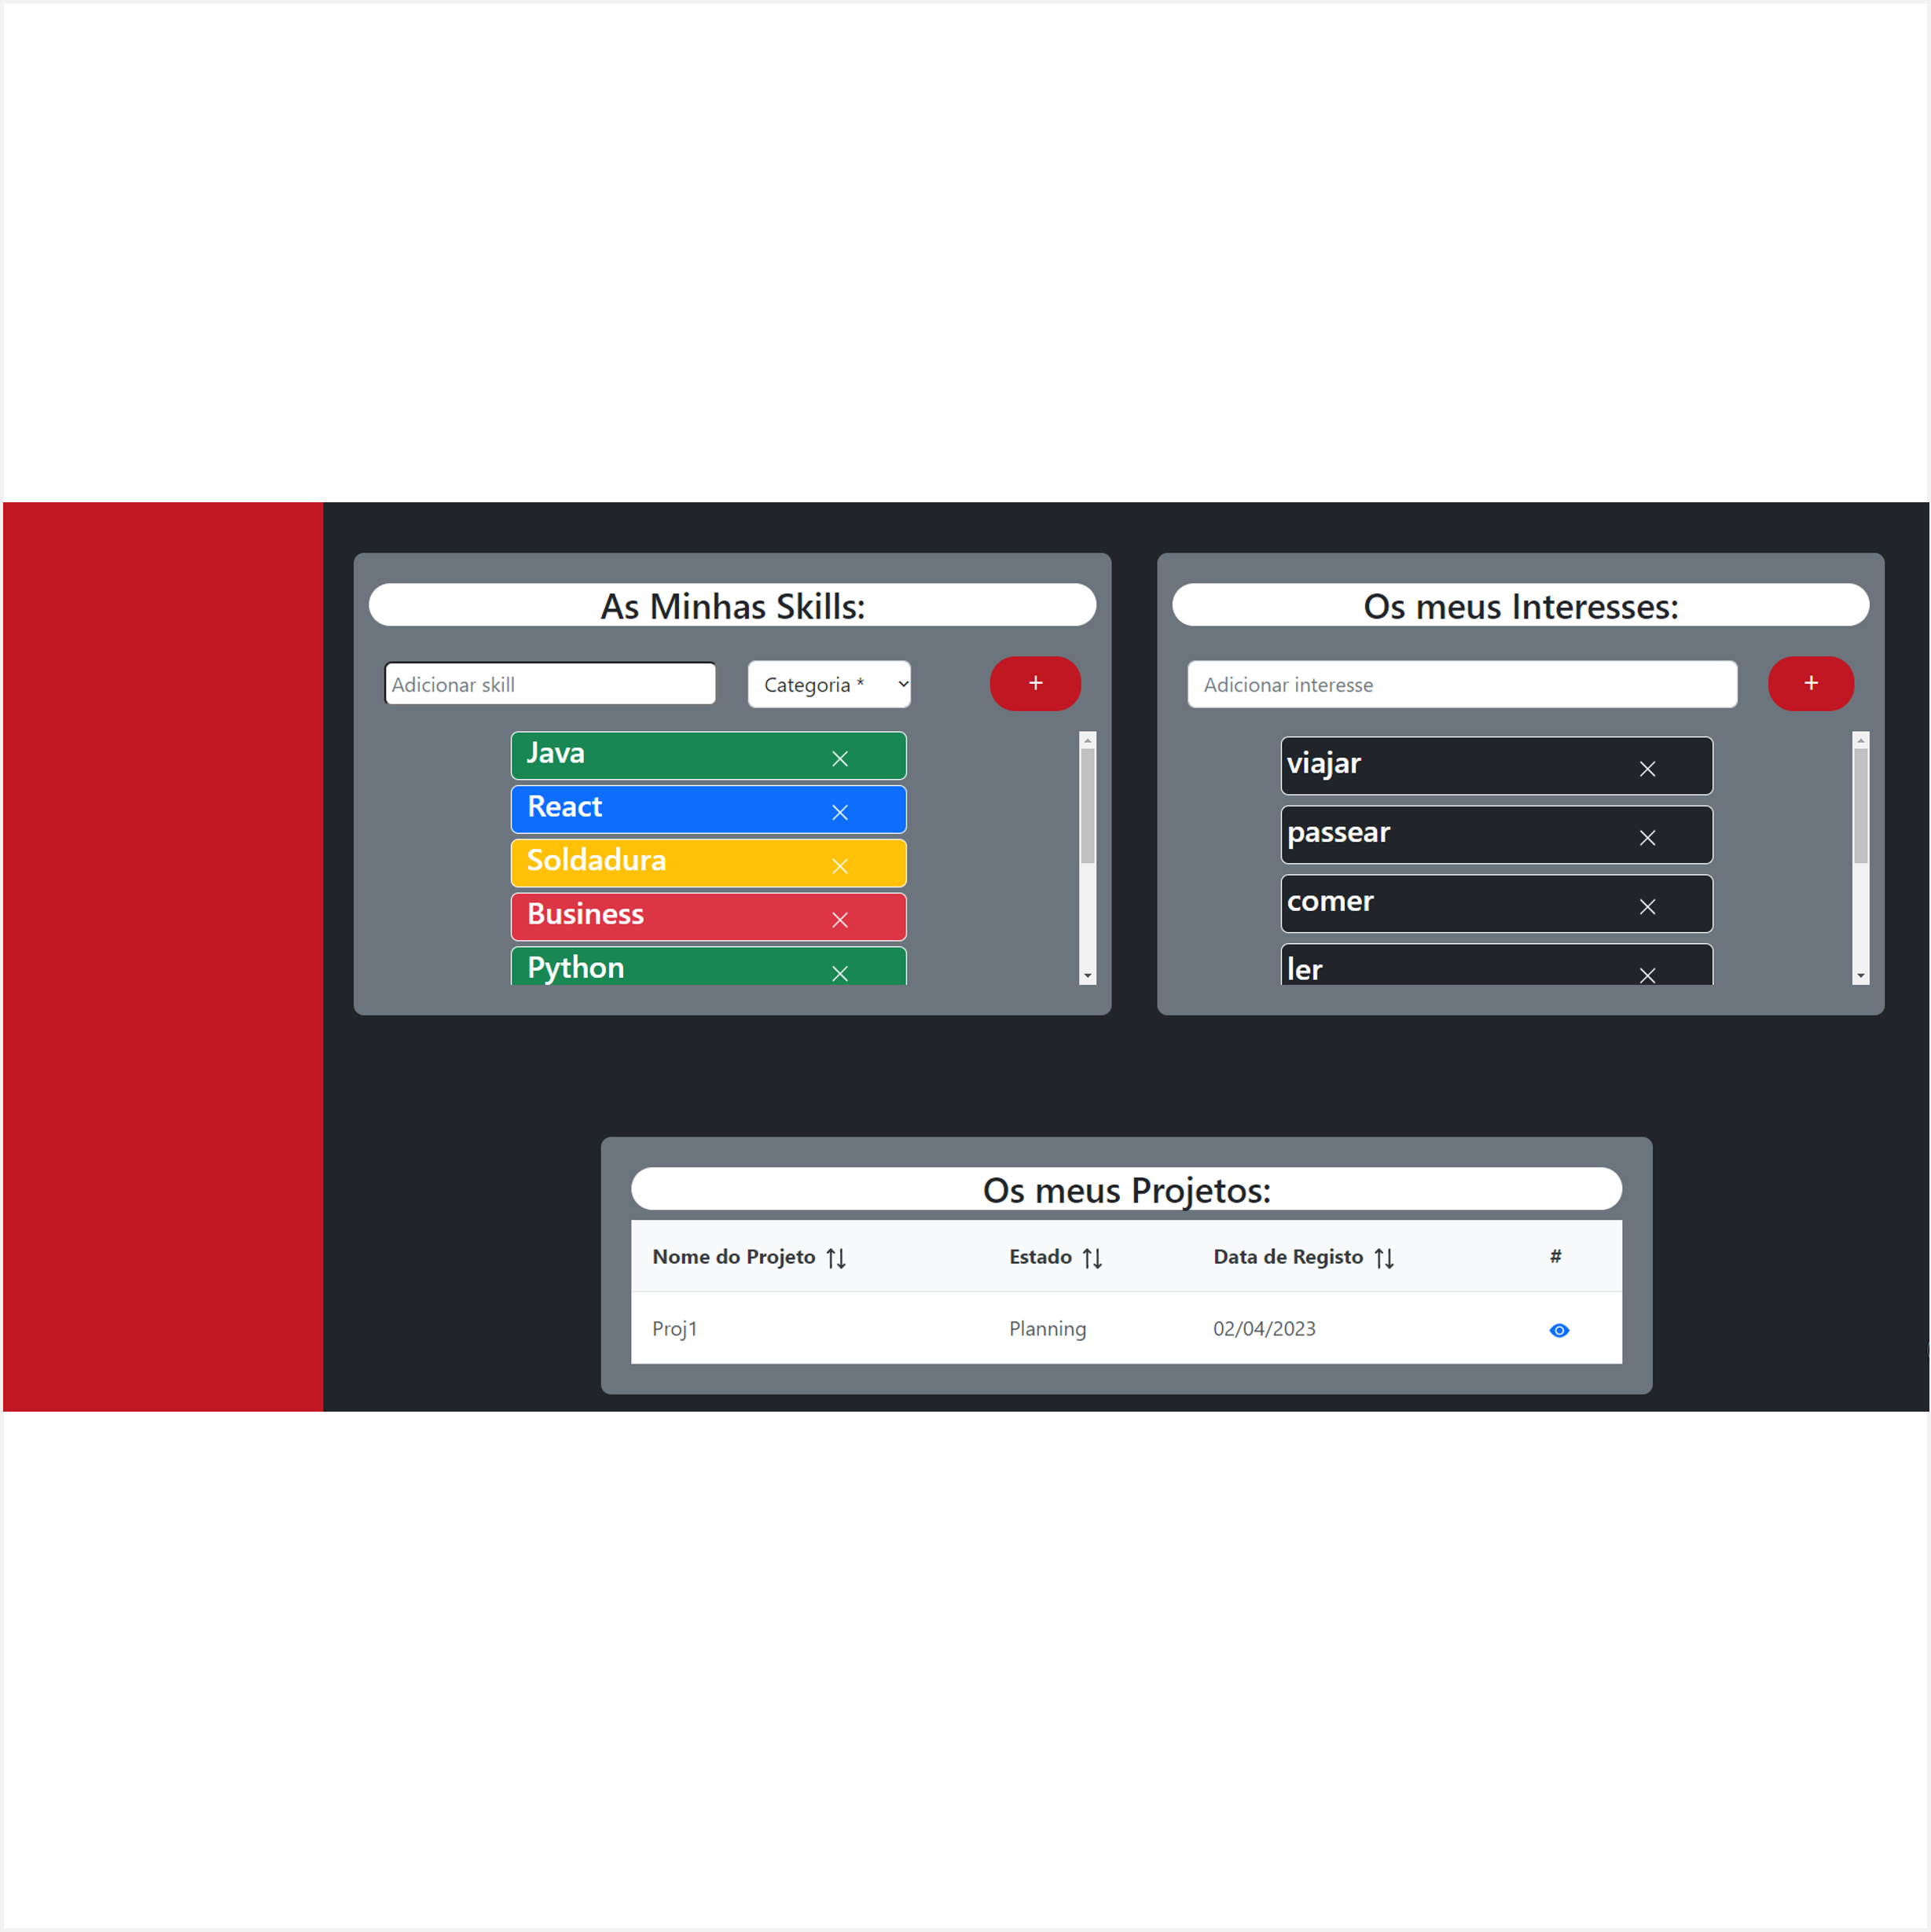 As Minhas Skills:
Adicionar skill
Categoria *
+
Java
React
Soldadura
Business
Python
Os meus Interesses:
Adicionar interesse
+
viajar
passear
comer
ler
Os meus Projetos:
Nome do Projeto Estado Data de Registo #
Proj1 Planning 02/04/2023